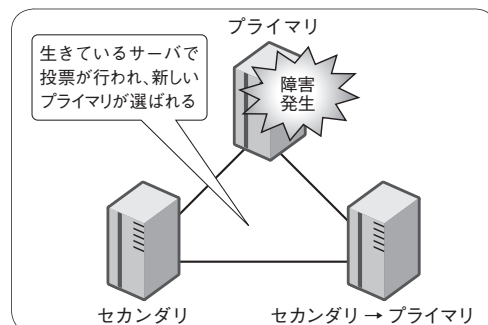 プライマリ
生きているサーバで
投票が行われ、新しい
プライマリが選ばれる
障害
発生
セカンダリ
セカンダリ → プライマリ